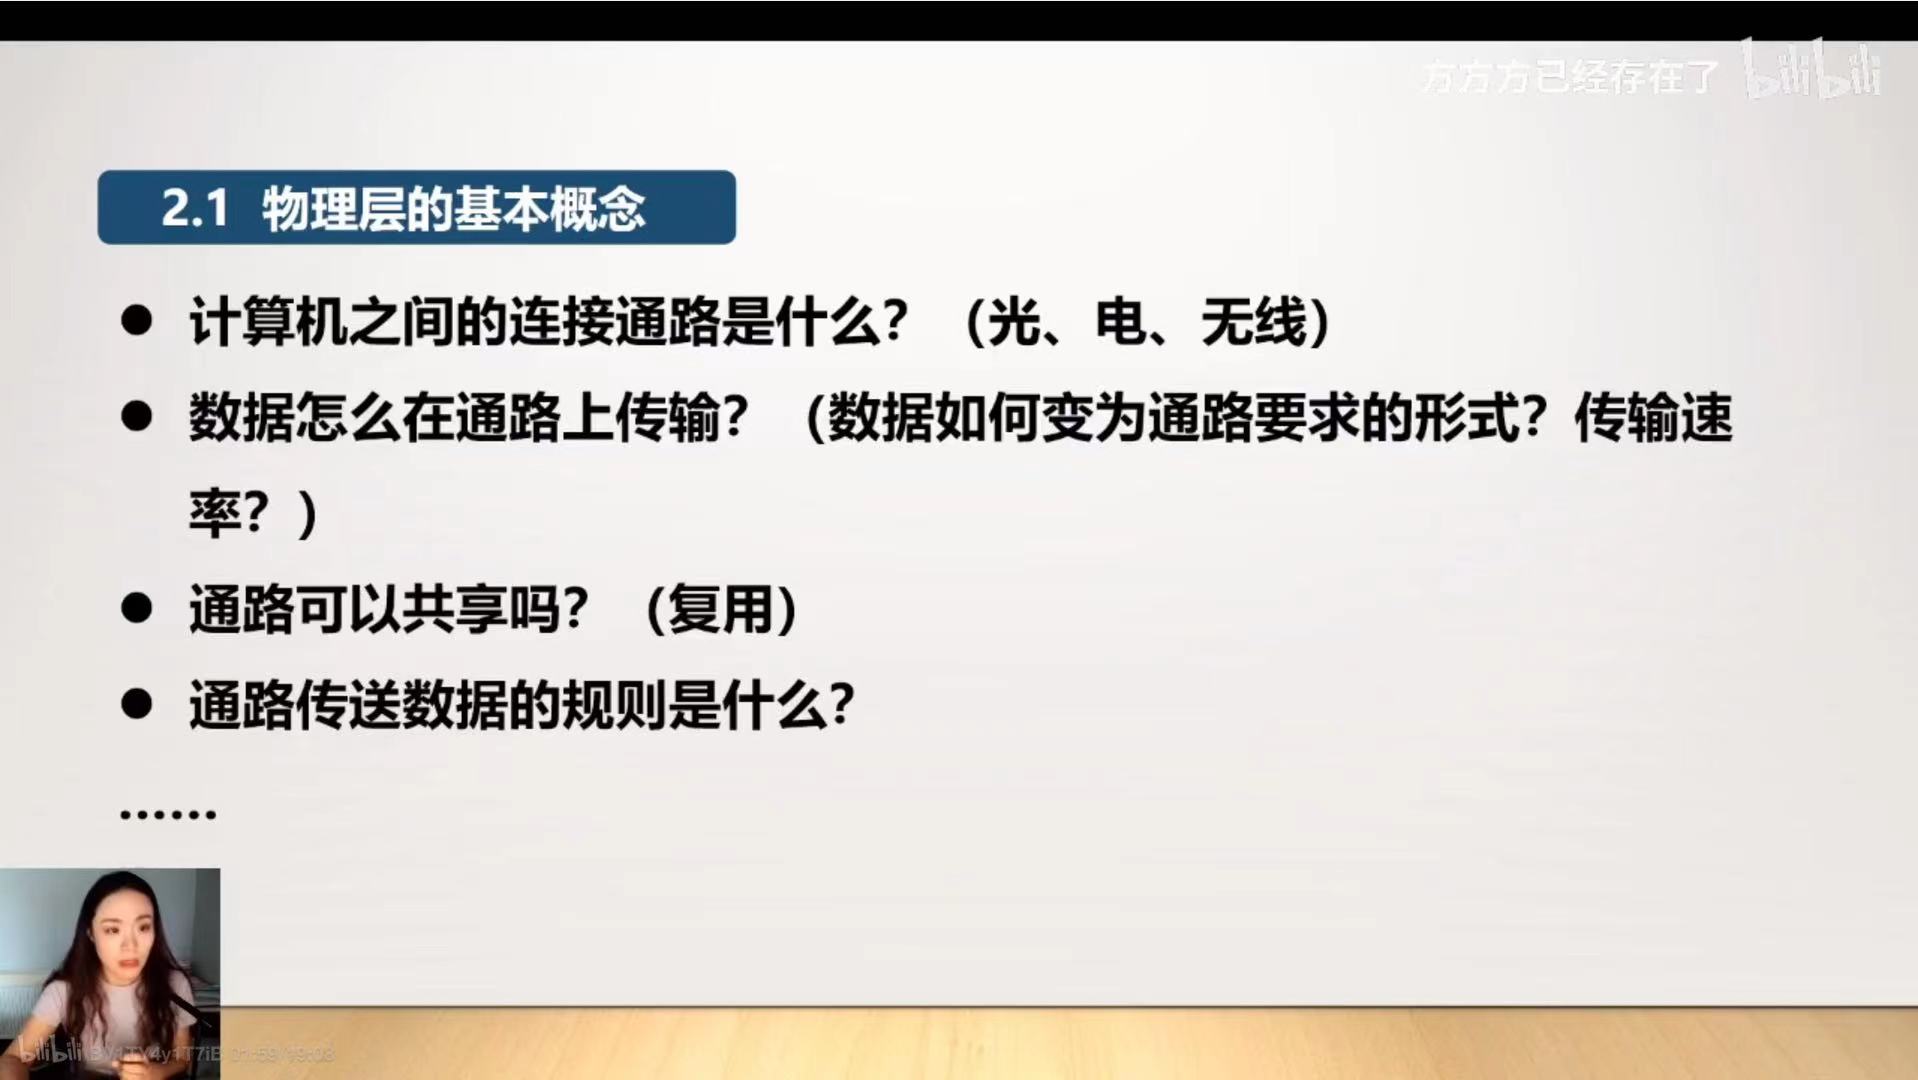 方方方已经存在了 bilibili
2.1 物理层的基本概念
● 计算机之间的连接通路是什么？（光、电、无线）
● 数据怎么在通路上传输？（数据如何变为通路要求的形式？传输速
率？）
● 通路可以共享吗？（复用）
● 通路传送数据的规则是什么？
……
bilibili